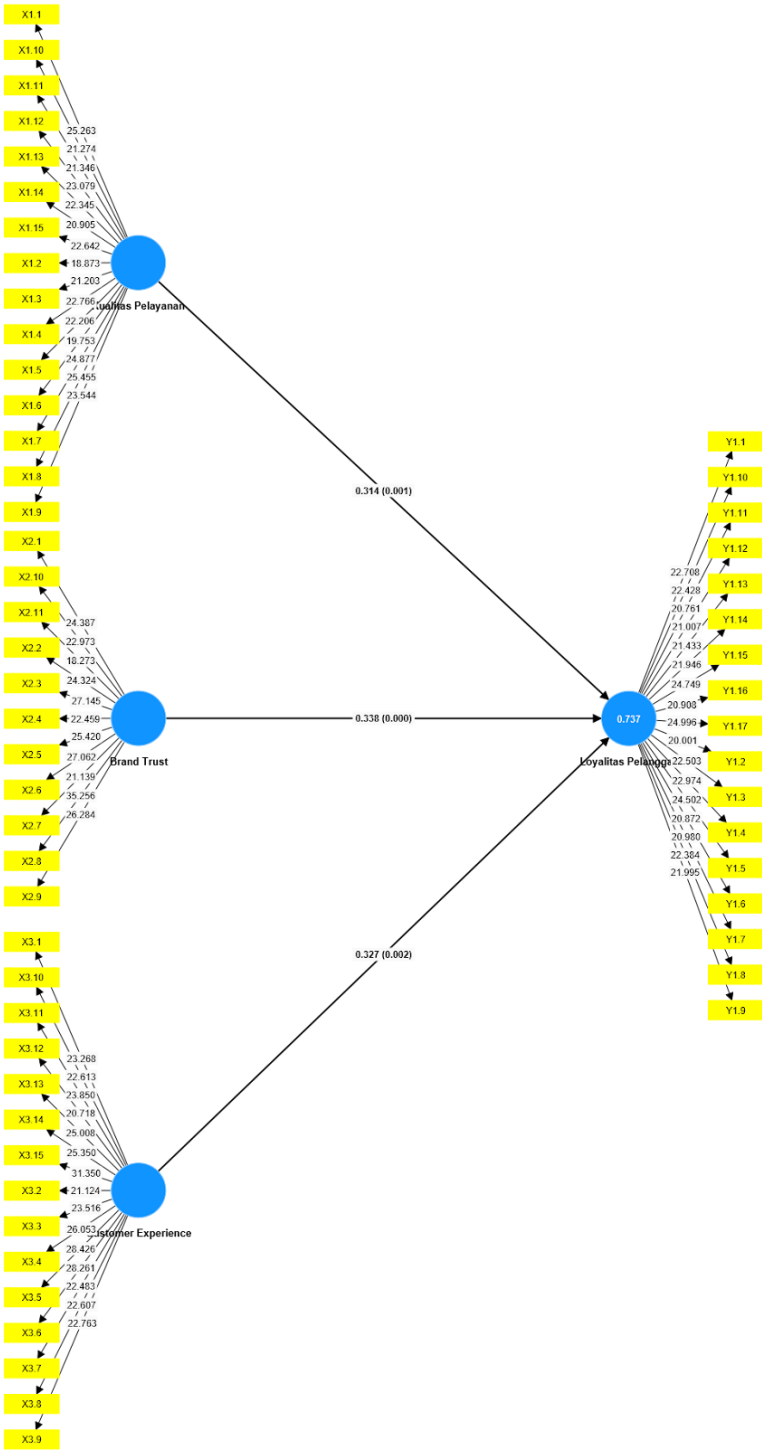 X1.1
X1.10
X1.11
X1.12
X1.13
X1.14
X1.15
X1.2
X1.3
X1.4
X1.5
X1.6
X1.7
X1.8
X1.9
25.263
21.274
21.346
23.079
22.345
20.905
22.642
18.873
21.203
22.766
22.206
19.753
24.877
25.455
23.544
Pelayanan
0.314 (0.001)
X2.1
X2.10
X2.11
X2.2
X2.3
X2.4
X2.5
X2.6
X2.7
X2.8
X2.9
24.387
22.973
18.273
24.324
27.145
22.459
25.420
27.062
21.139
35.256
26.284
Brand Trust
0.338 (0.000)
X3.1
X3.10
X3.11
X3.12
X3.13
X3.14
X3.15
X3.2
X3.3
X3.4
X3.5
X3.6
X3.7
X3.8
X3.9
23.268
22.613
23.850
20.718
25.008
25.350
31.350
21.124
23.516
26.053
28.426
28.261
22.483
22.607
22.763
Experience
0.327 (0.002)
0.737
Loyalitas
22.708
22.428
20.761
21.007
21.433
21.946
24.749
20.908
24.996
20.001
22.503
22.974
24.502
20.872
20.980
22.384
21.995
Y1.1
Y1.10
Y1.11
Y1.12
Y1.13
Y1.14
Y1.15
Y1.16
Y1.17
Y1.2
Y1.3
Y1.4
Y1.5
Y1.6
Y1.7
Y1.8
Y1.9